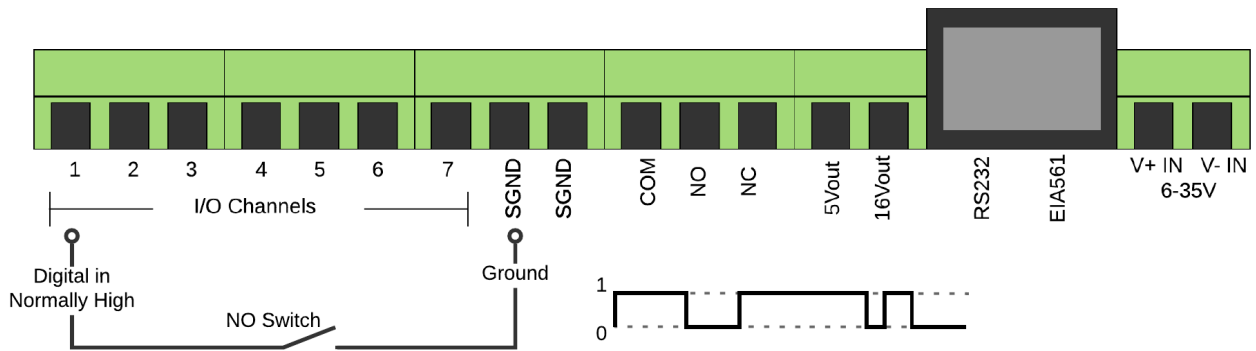 1 2 3 4 5 6 7 SGND SGND COM NO NC 5Vout 16Vout RS232 EIA561 V+ IN V- IN
6-35V
I/O Channels
Digital in
Normally High
Ground
NO Switch
1
0